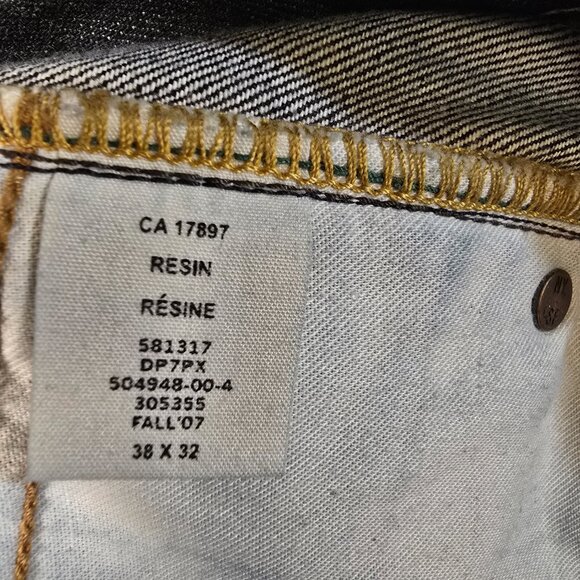 CA 17897
RESIN
RÉSINE
581317
DP7PX
504948-00-4
305355
FALL'07
38 X 32